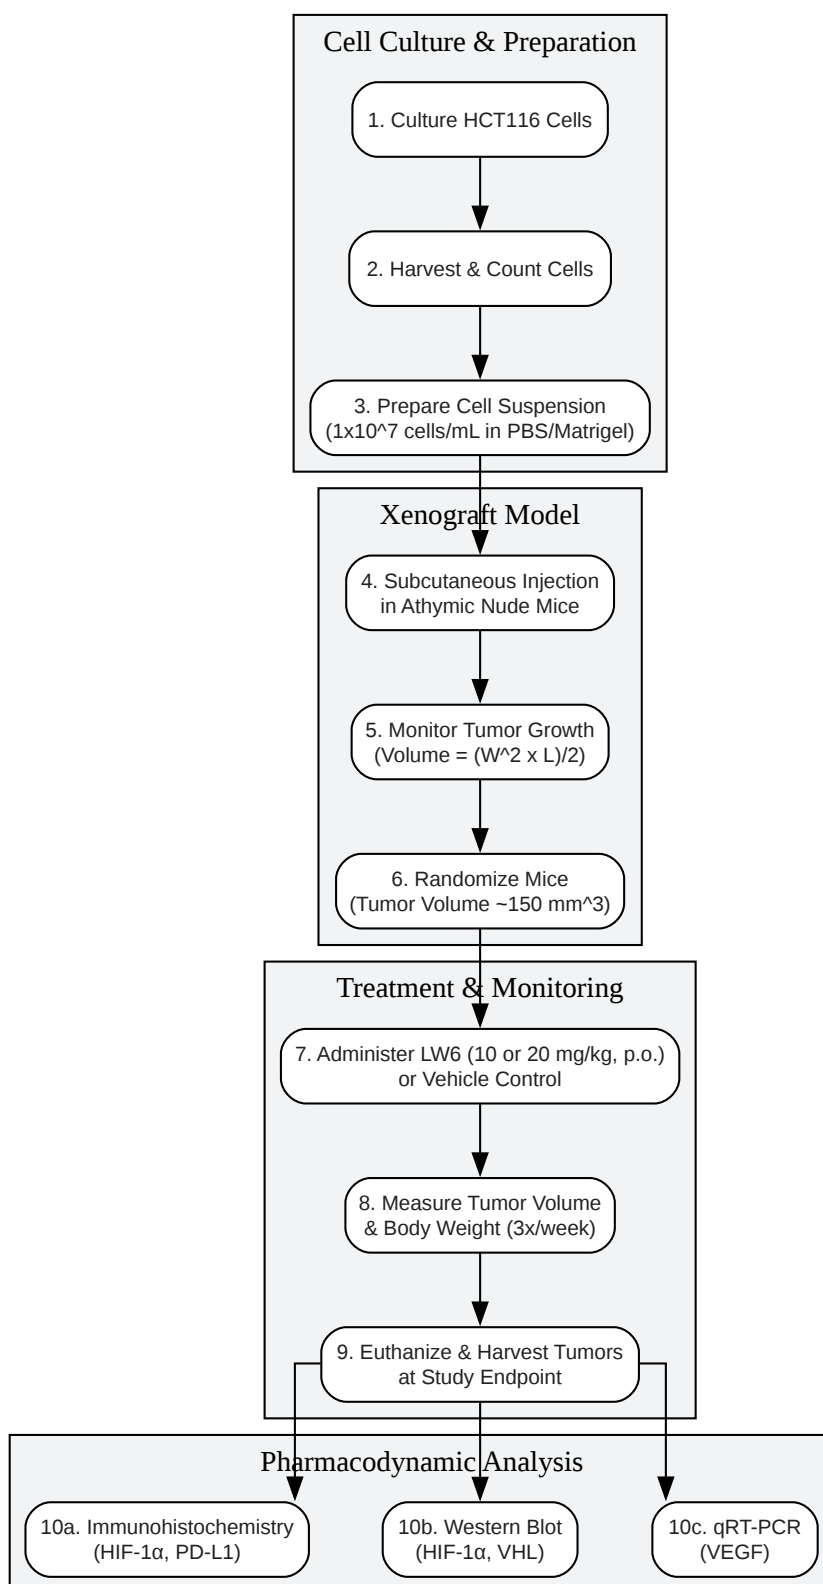 Cell Culture & Preparation
1. Culture HCT116 Cells
2. Harvest & Count Cells
3. Prepare Cell Suspension
(1x10^7 cells/mL in PBS/Matrigel)
Xenograft Model
4. Subcutaneous Injection
in Athymic Nude Mice
5. Monitor Tumor Growth
(Volume = (W^2 x L)/2)
6. Randomize Mice
(Tumor Volume ~150 mm^3)
Treatment & Monitoring
7. Administer LW6 (10 or 20 mg/kg, p.o.)
or Vehicle Control
8. Measure Tumor Volume
& Body Weight (3x/week)
9. Euthanize & Harvest Tumors
at Study Endpoint
Pharmacodynamic Analysis
10a. Immunohistochemistry
(HIF-1α, PD-L1)
10b. Western Blot
(HIF-1α, VHL)
10c. qRT-PCR
(VEGF)